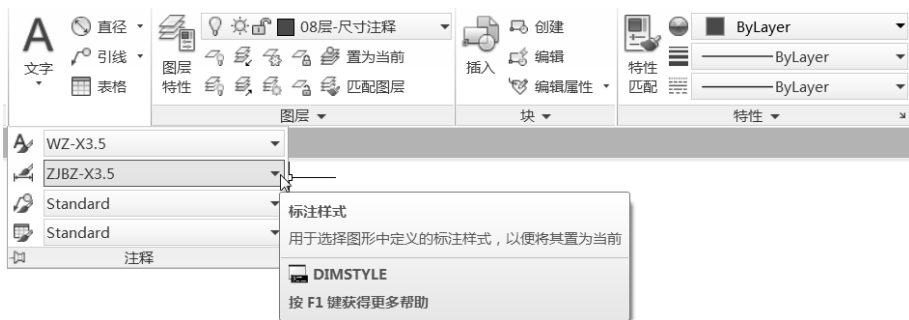 A
文字
直径
引线
表格
图层
特性
08层-尺寸注释
置为当前
匹配图层
图层
插入
创建
编辑
编辑属性
块
特性
匹配
ByLayer
ByLayer
ByLayer
特性
WZ-X3.5
ZJBZ-X3.5
Standard
Standard
注释
标注样式
用于选择图形中定义的标注样式，以便将其置为当前
DIMSTYLE
按 F1 键获得更多帮助